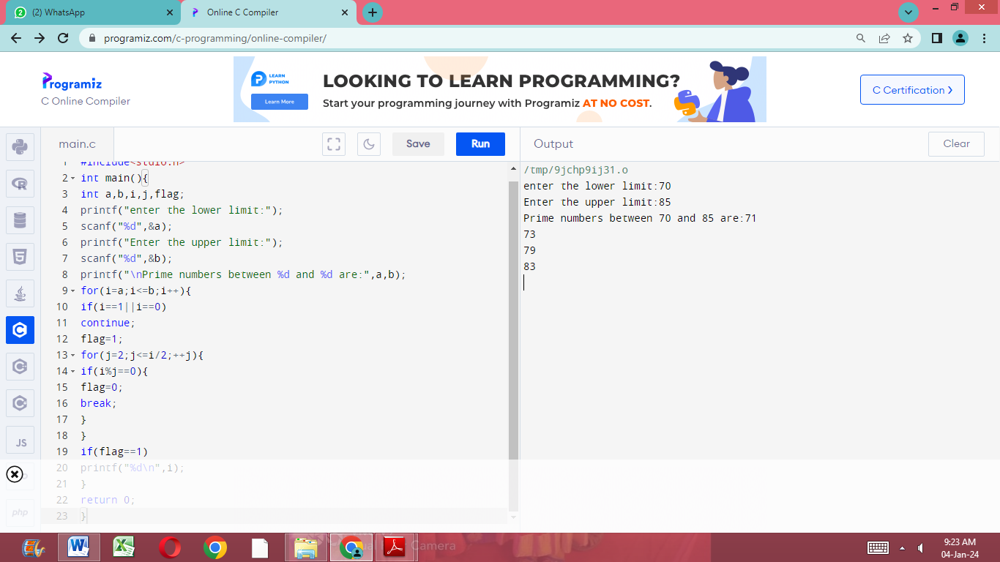 (2) WhatsApp
Online C Compiler
programiz.com/c-programming/online-compiler/
Programiz
C Online Compiler
LEARN
PYTHON
Learn More
LOOKING TO LEARN PROGRAMMING?
Start your programming journey with Programiz AT NO COST.
C Certification
main.c
Save
Run
Output
Clear
1 #include<stdio.h>
2 int main(){
3 int a,b,i,j,flag;
4 printf("enter the lower limit:");
5 scanf("%d",&a);
6 printf("Enter the upper limit:");
7 scanf("%d",&b);
8 printf("\nPrime numbers between %d and %d are:",a,b);
9 for(i=a;i<=b;i++){
10 if(i==1||i==0)
11 continue;
12 flag=1;
13 for(j=2;j<=i/2;++j){
14 if(i%j==0){
15 flag=0;
16 break;
17 }
18 }
19 if(flag==1)
20 printf("%d\n",i);
21 }
22 return 0;
23 }
/tmp/9jchp9ij31.o
enter the lower limit:70
Enter the upper limit:85
Prime numbers between 70 and 85 are:71
73
79
83
JS
php
Camera
9:23 AM
04-Jan-24